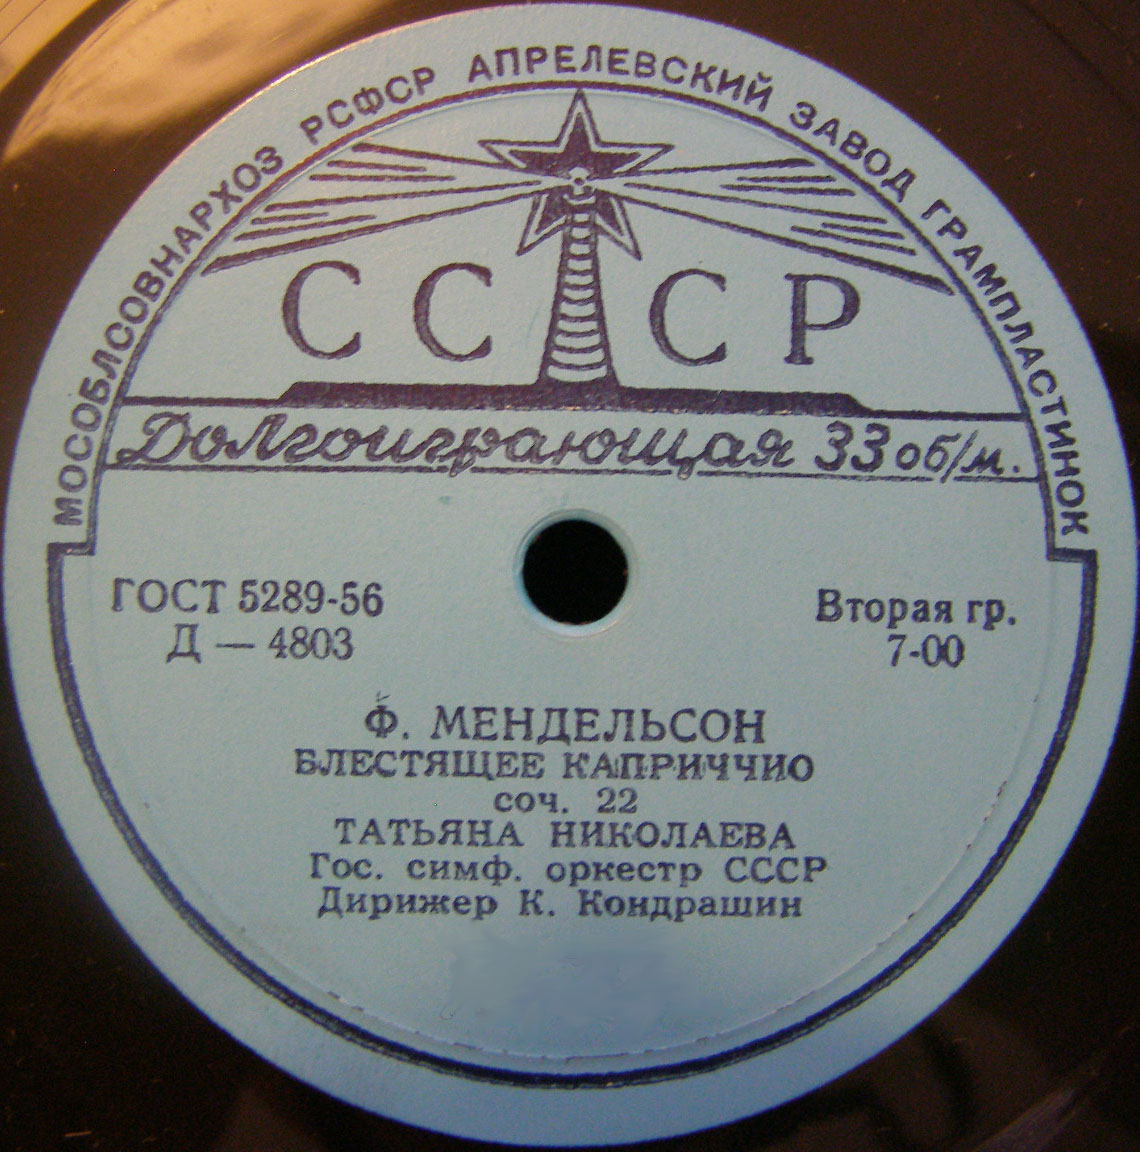 МОСОБЛСОВНАРХОЗ РСФСР АПРЕЛЕВСКИЙ ЗАВОД ГРАМПЛАСТИНОК
СССР
Долгоиграющая 33 об/м.
ГОСТ 5289-56
Д — 4803
Вторая гр.
7-00
Ф. МЕНДЕЛЬСОН
БЛЕСТЯЩЕЕ КАПРИЧЧИО
соч. 22
ТАТЬЯНА НИКОЛАЕВА
Гос. симф. оркестр СССР
Дирижер К. Кондрашин